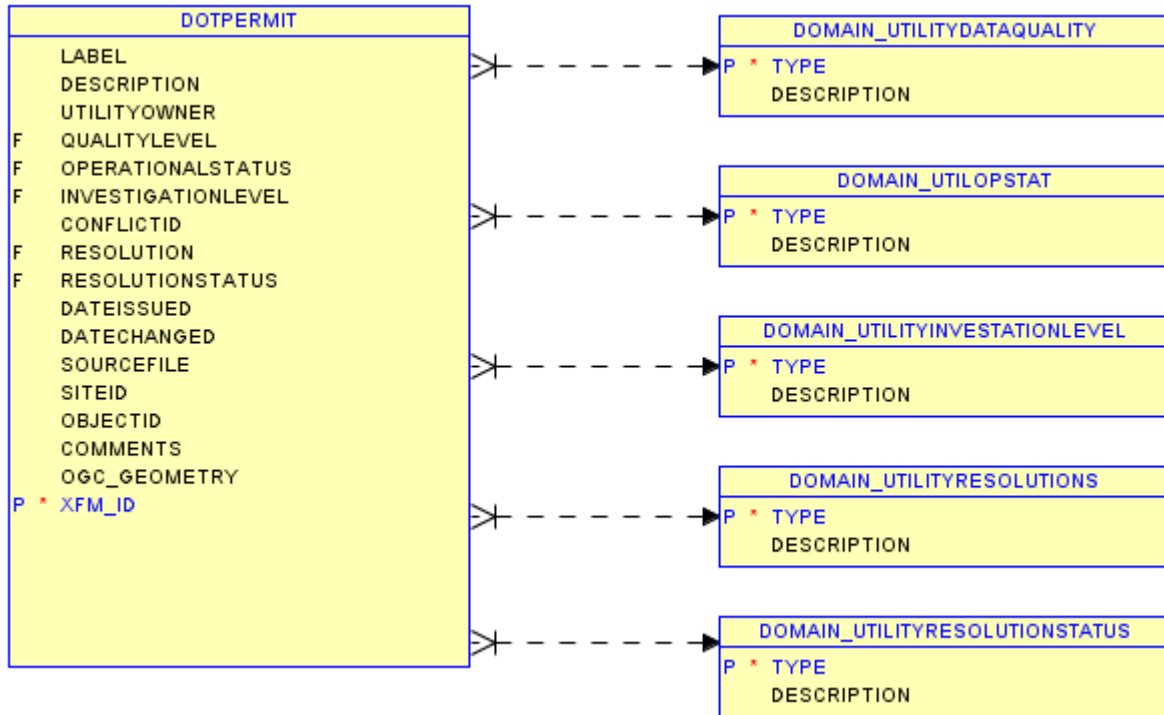 DOTPERMIT
LABEL
DESCRIPTION
UTILITYOWNER
F QUALITYLEVEL
F OPERATIONALSTATUS
F INVESTIGATIONLEVEL
CONFLICTID
F RESOLUTION
F RESOLUTIONSTATUS
DATEISSUED
DATECHANGED
SOURCEFILE
SITEID
OBJECTID
COMMENTS
OGC_GEOMETRY
P * XFM_ID
DOMAIN_UTILITYDATAQUALITY
P * TYPE
DESCRIPTION
DOMAIN_UTILOPSTAT
P * TYPE
DESCRIPTION
DOMAIN_UTILITYINVESTATIONLEVEL
P * TYPE
DESCRIPTION
DOMAIN_UTILITYRESOLUTIONS
P * TYPE
DESCRIPTION
DOMAIN_UTILITYRESOLUTIONSTATUS
P * TYPE
DESCRIPTION